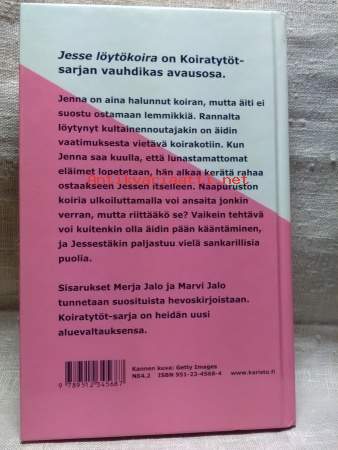 Jesse löytökoira on Koiratytöt-
sarjan vauhdikas avausosa.
Jenna on aina halunnut koiran, mutta äiti ei
suostu ostamaan lemmikkiä. Rannalta
löytynyt kultainennoutajakin on äidin
vaatimuksesta vietävä koirakotiin. Kun
Jenna saa kuulla, että lunastamattomat
eläimet lopetetaan, hän alkaa kerätä rahaa
ostaakseen Jessen itselleen. Naapuruston
koiria ulkoiluttamalla voi ansaita jonkin
verran, mutta riittääkö se? Vaikein tehtävä
voi kuitenkin olla äidin pään kääntäminen,
ja Jessestäkin paljastuu vielä sankarillisia
puolia.
Sisarukset Merja Jalo ja Marvi Jalo
tunnetaan suosituista hevoskirjoistaan.
Koiratytöt-sarja on heidän uusi
aluevaltauksensa.
Kannen kuva: Getty Images
N84.2 ISBN 951-23-4568-4
www.karisto.fi
9 789512 345687